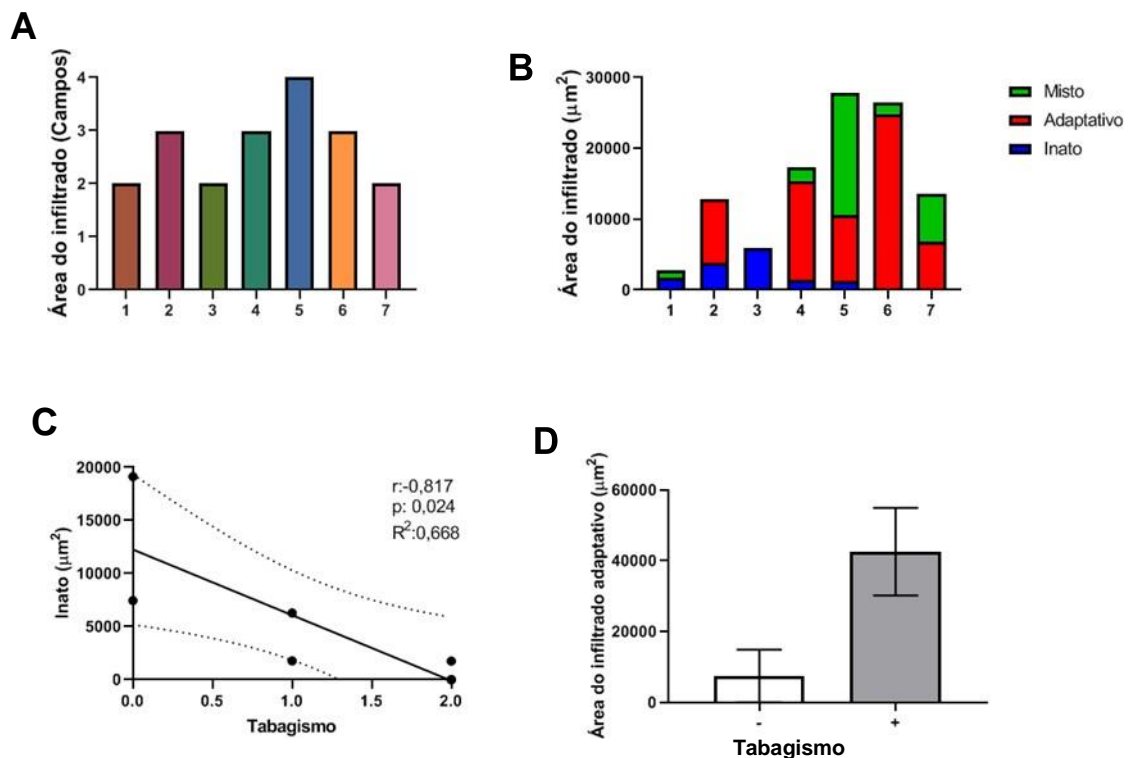 A
Área do infiltrado (Campos)
4
3
2
1
0
1 2 3 4 5 6 7
B
Área do infiltrado (μm²)
30000
20000
10000
0
1 2 3 4 5 6 7
Misto
Adaptativo
Inato
C
Inato (μm²)
20000
15000
10000
5000
0
0.0 0.5 1.0 1.5 2.0
Tabagismo
r:-0,817
p: 0,024
R²:0,668
D
Área do infiltrado adaptativo (μm²)
60000
40000
20000
0
- +
Tabagismo